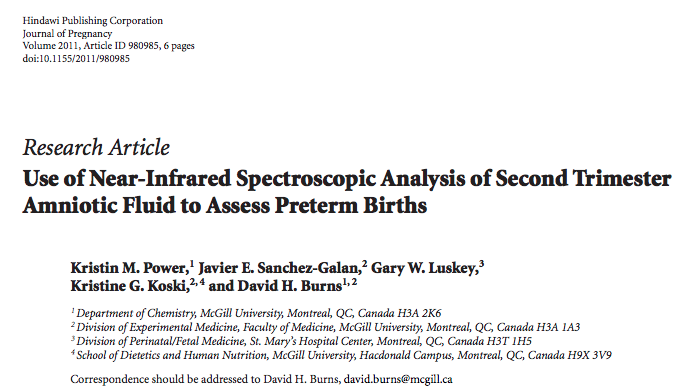 Hindawi Publishing Corporation
Journal of Pregnancy
Volume 2011, Article ID 980985, 6 pages
doi:10.1155/2011/980985
Research Article
Use of Near-Infrared Spectroscopic Analysis of Second Trimester
Amniotic Fluid to Assess Preterm Births
Kristin M. Power,1 Javier E. Sanchez-Galan,2 Gary W. Luskey,3
Kristine G. Koski,2,4 and David H. Burns1,2
1 Department of Chemistry, McGill University, Montreal, QC, Canada H3A 2K6
2 Division of Experimental Medicine, Faculty of Medicine, McGill University, Montreal, QC, Canada H3A 1A3
3 Division of Perinatal/Fetal Medicine, St. Mary's Hospital Center, Montreal, QC, Canada H3T 1H5
4 School of Dietetics and Human Nutrition, McGill University, Hacdonald Campus, Montreal, QC, Canada H9X 3V9
Correspondence should be addressed to David H. Burns, david.burns@mcgill.ca